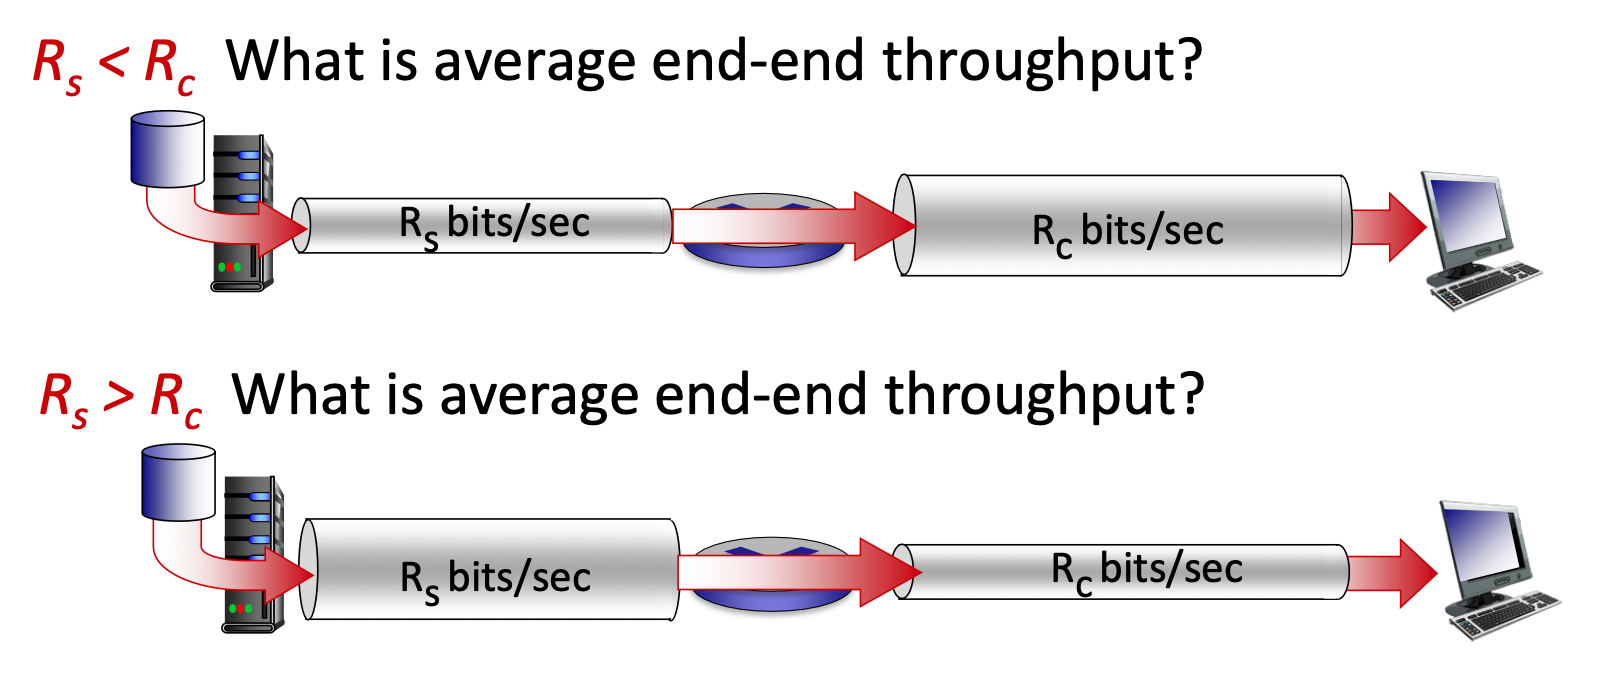 Rs < Rc What is average end-end throughput?
Rs bits/sec
Rc bits/sec
Rs > Rc What is average end-end throughput?
Rs bits/sec
Rc bits/sec